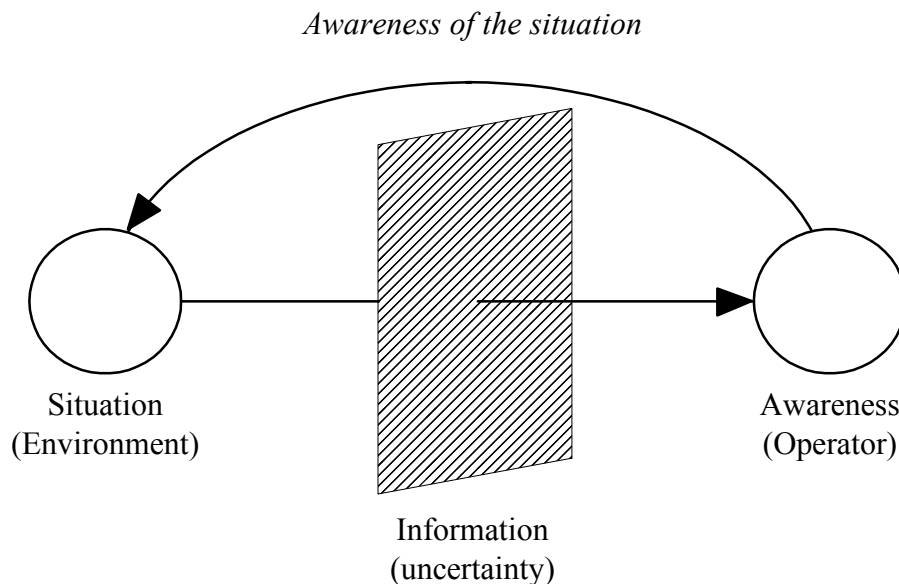 Awareness of the situation
Situation
(Environment)
Awareness
(Operator)
Information
(uncertainty)